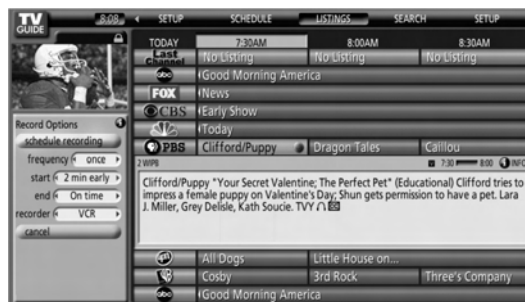 TV GUIDE 8:08 SETUP SCHEDULE LISTINGS SEARCH SETUP
TODAY 7:30AM 8:00AM 8:30AM
Last Channel No Listing No Listing No Listing
abc Good Morning America
FOX News
CBS Early Show
Today
PBS Clifford/Puppy Dragon Tales Caillou
2 WIPB 7:30 8:00 INFO
Record Options
schedule recording
frequency once
start 2 min early
end On time
recorder VCR
cancel
Clifford/Puppy "Your Secret Valentine; The Perfect Pet" (Educational) Clifford tries to
impress a female puppy on Valentine's Day; Shun gets permission to have a pet. Lara
J. Miller, Grey Delisle, Kath Soucie. TVY
All Dogs Little House on...
Cosby 3rd Rock Three's Company
abc Good Morning America